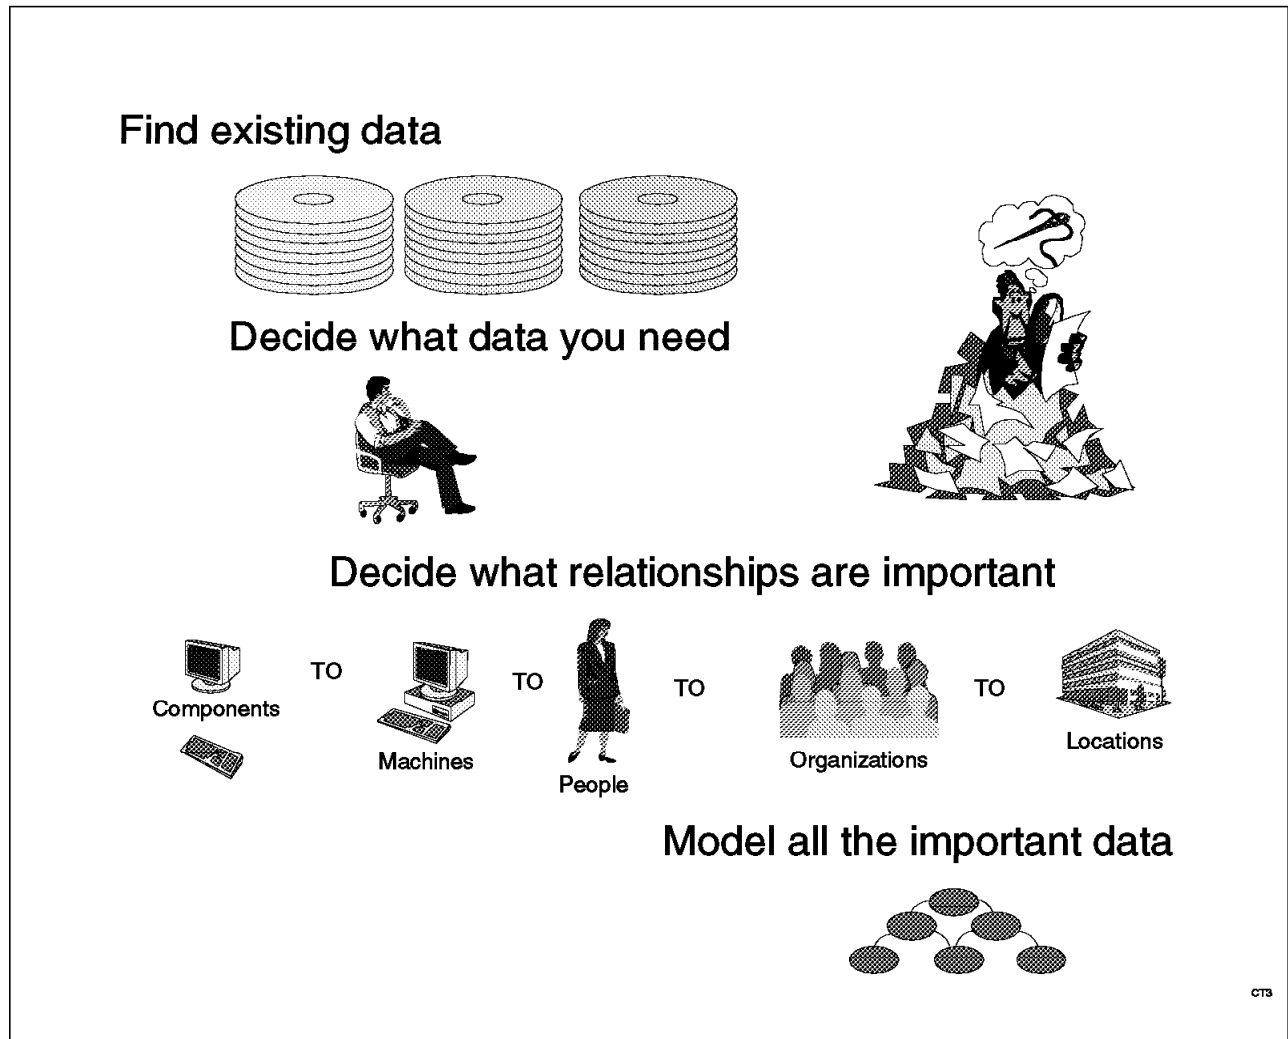 Find existing data
Decide what data you need
Decide what relationships are important
Components
TO
Machines
TO
People
TO
Organizations
TO
Locations
Model all the important data
CT3